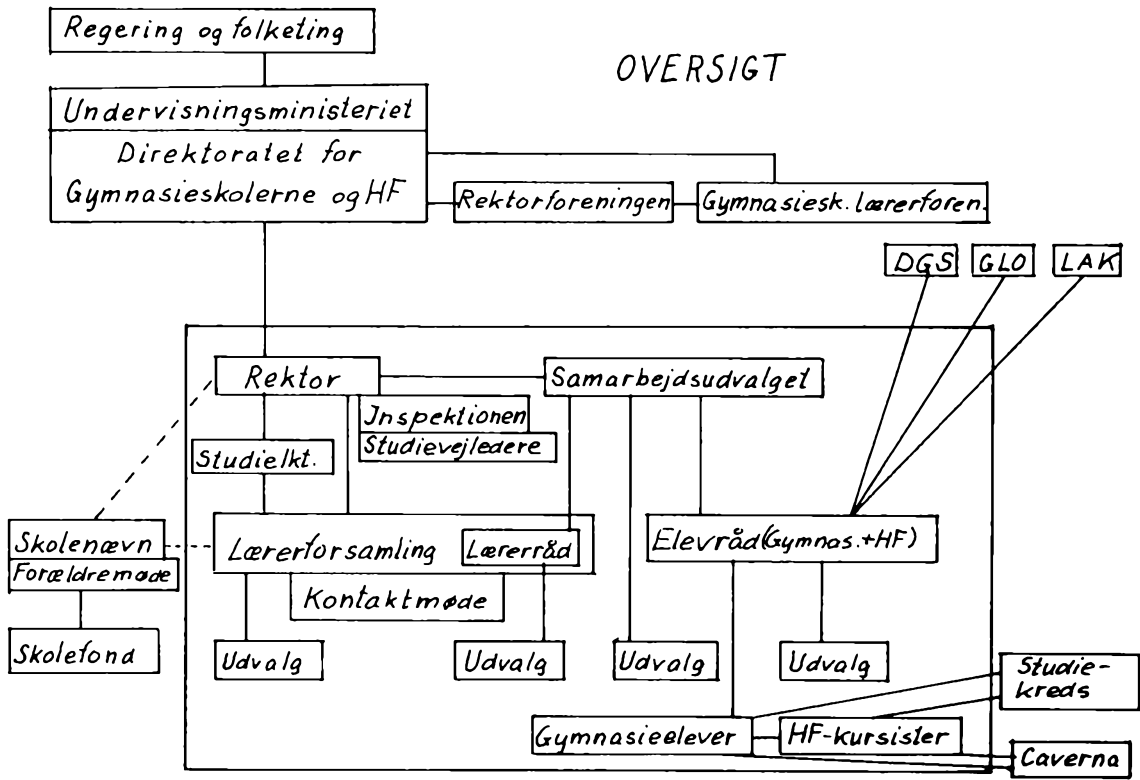 Regering og folketing
OVERSIGT
Undervisningsministeriet
Direktoratet for
Gymnasieskolerne og HF
Rektorforeningen
Gymnasiesk. lærerforen.
DGS
GLO
LAK
Rektor
Samarbejdsudvalget
Inspektionen
Studievejledere
Studielkt.
Skolenævn
Forældremøde
Skolefond
Lærerforsamling
Lærerråd
Elevråd(Gymnas.+HF)
Kontaktmøde
Udvalg
Udvalg
Udvalg
Udvalg
Studie-
kreds
Gymnasieelever
HF-kursister
Caverna